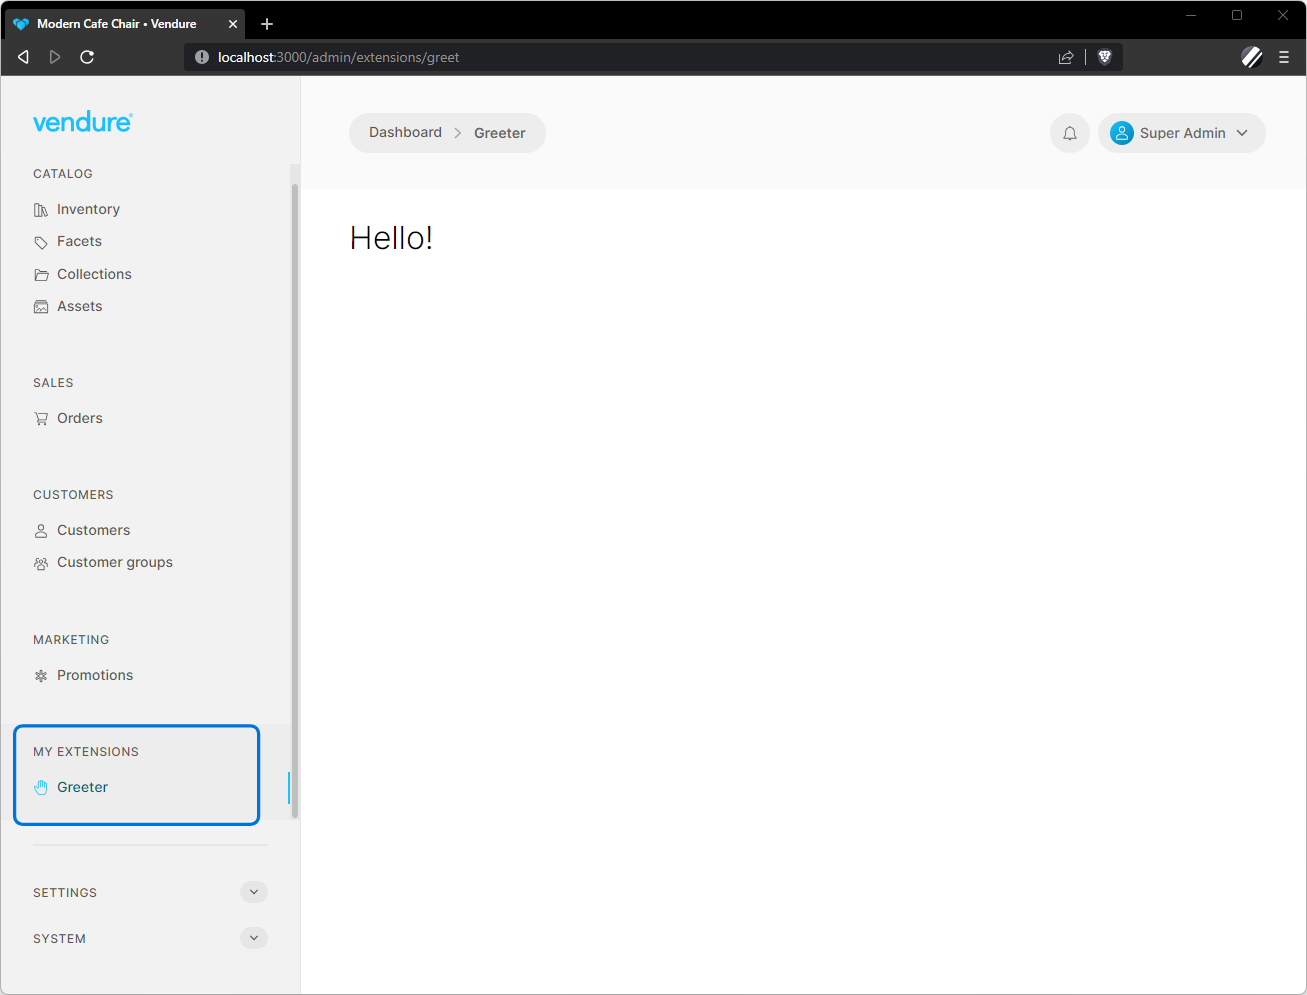 Modern Cafe Chair • Vendure
localhost:3000/admin/extensions/greet
vendure
Dashboard > Greeter
Super Admin
CATALOG
Inventory
Facets
Collections
Assets
SALES
Orders
CUSTOMERS
Customers
Customer groups
MARKETING
Promotions
MY EXTENSIONS
Greeter
SETTINGS
SYSTEM
Hello!